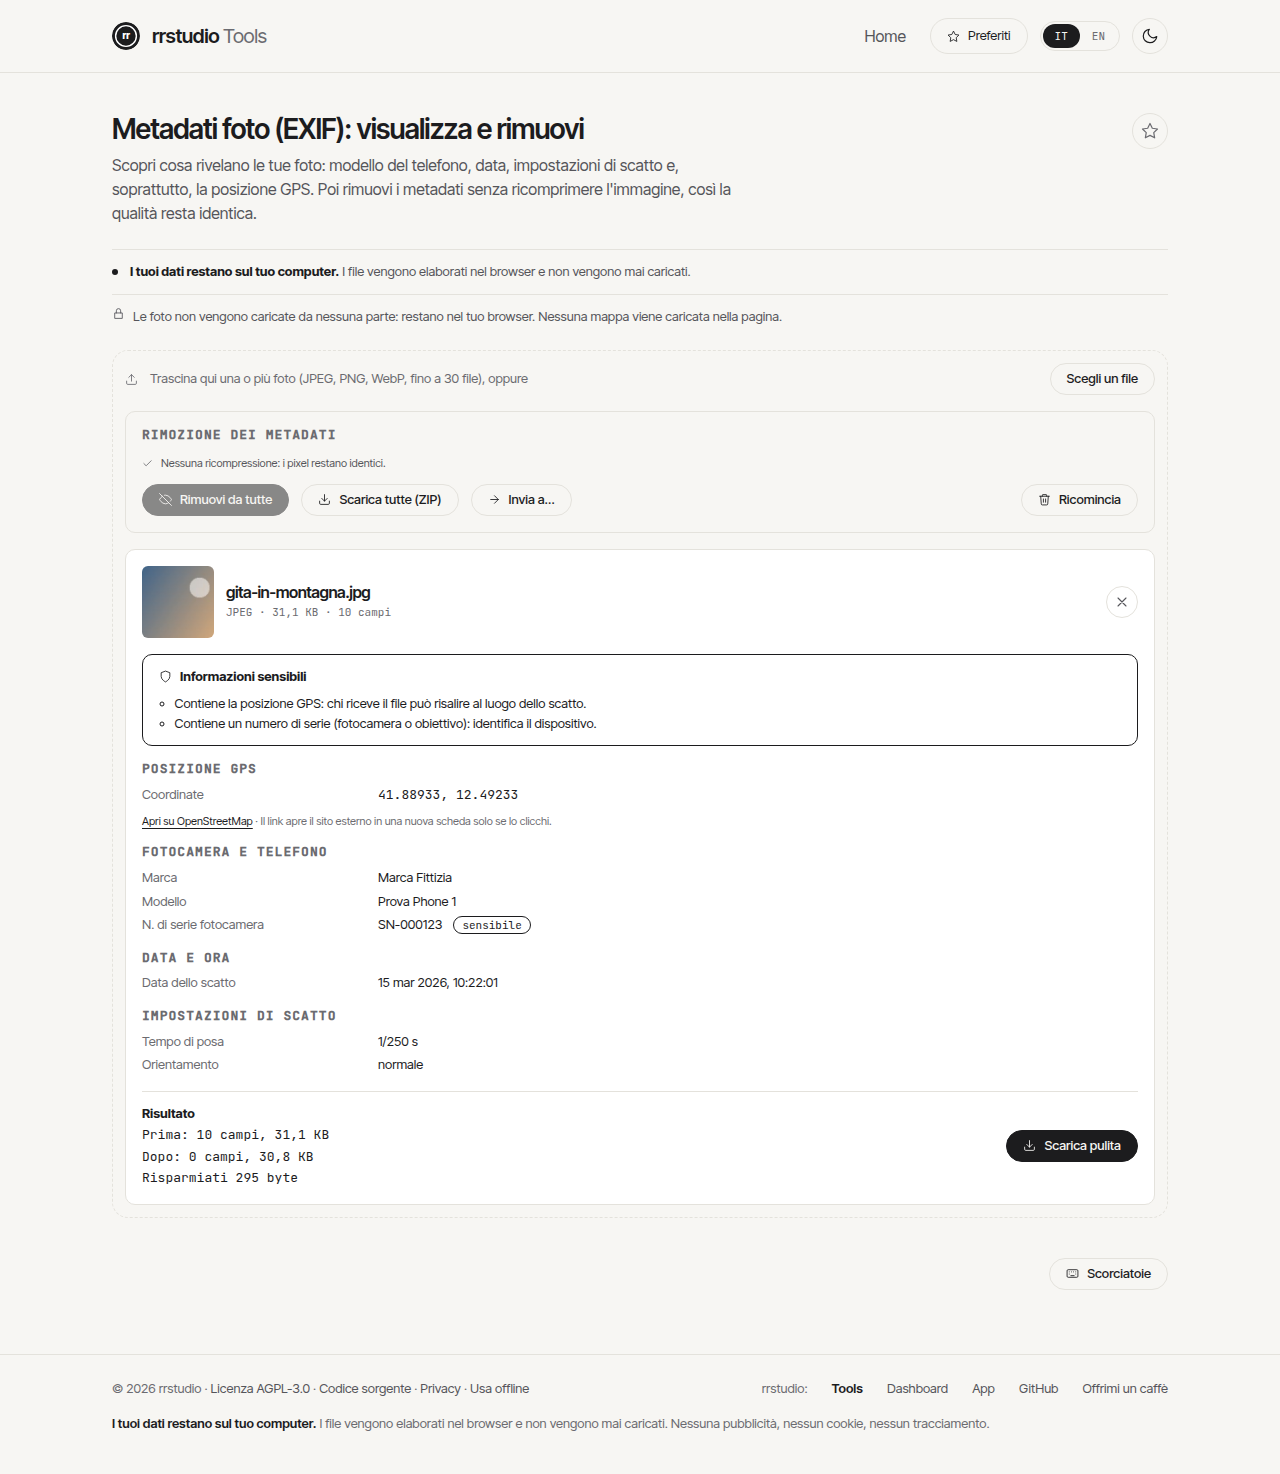 rr rrstudio Tools
Home
Preferiti
IT EN
Metadati foto (EXIF): visualizza e rimuovi
Scopri cosa rivelano le tue foto: modello del telefono, data, impostazioni di scatto e,
soprattutto, la posizione GPS. Poi rimuovi i metadati senza ricomprimere l'immagine, così la
qualità resta identica.
I tuoi dati restano sul tuo computer. I file vengono elaborati nel browser e non vengono mai caricati.
Le foto non vengono caricate da nessuna parte: restano nel tuo browser. Nessuna mappa viene caricata nella pagina.
Trascina qui una o più foto (JPEG, PNG, WebP, fino a 30 file), oppure
Scegli un file
RIMOZIONE DEI METADATI
Nessuna ricompressione: i pixel restano identici.
Rimuovi da tutte
Scarica tutte (ZIP)
Invia a...
Ricomincia
gita-in-montagna.jpg
JPEG · 31,1 KB · 10 campi
Informazioni sensibili
Contiene la posizione GPS: chi riceve il file può risalire al luogo dello scatto.
Contiene un numero di serie (fotocamera o obiettivo): identifica il dispositivo.
POSIZIONE GPS
Coordinate 41.88933, 12.49233
Apri su OpenStreetMap · Il link apre il sito esterno in una nuova scheda solo se lo clicchi.
FOTOCAMERA E TELEFONO
Marca Marca Fittizia
Modello Prova Phone 1
N. di serie fotocamera SN-000123 sensibile
DATA E ORA
Data dello scatto 15 mar 2026, 10:22:01
IMPOSTAZIONI DI SCATTO
Tempo di posa 1/250 s
Orientamento normale
Risultato
Prima: 10 campi, 31,1 KB
Dopo: 0 campi, 30,8 KB
Risparmiati 295 byte
Scarica pulita
Scorciatoie
© 2026 rrstudio · Licenza AGPL-3.0 · Codice sorgente · Privacy · Usa offline
rrstudio: Tools Dashboard App GitHub Offrimi un caffè
I tuoi dati restano sul tuo computer. I file vengono elaborati nel browser e non vengono mai caricati. Nessuna pubblicità, nessun cookie, nessun tracciamento.